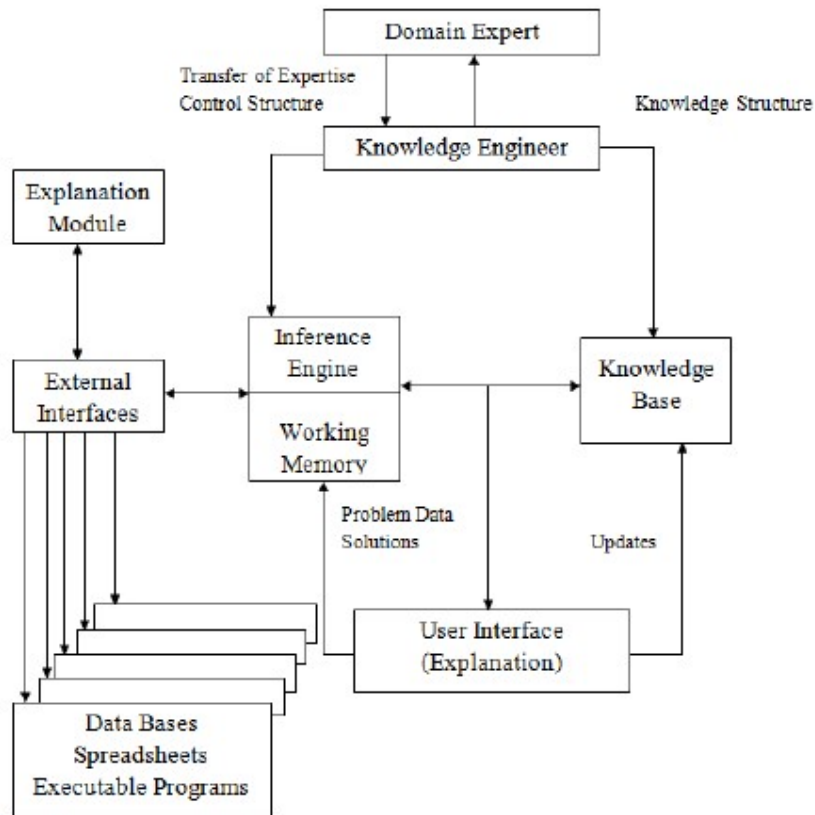 Domain Expert
Transfer of Expertise
Control Structure
Knowledge Structure
Knowledge Engineer
Explanation
Module
Inference
Engine
External
Interfaces
Knowledge
Base
Working
Memory
Problem Data
Solutions
Updates
User Interface
(Explanation)
Data Bases
Spreadsheets
Executable Programs